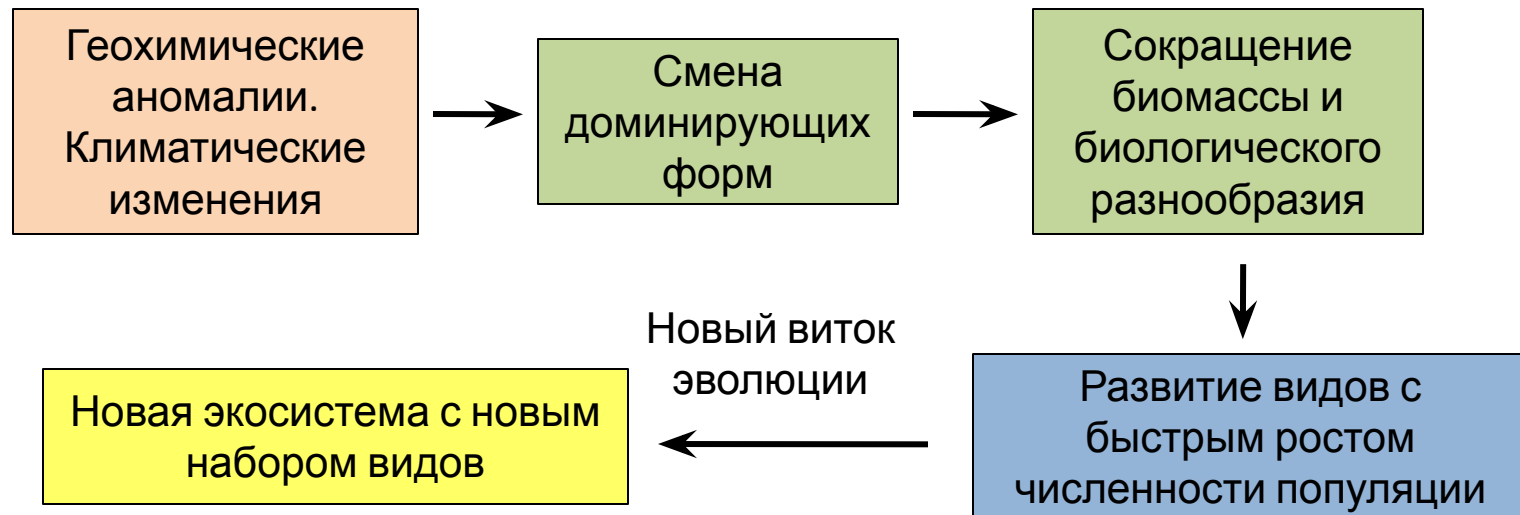 Геохимические
аномалии.
Климатические
изменения
Смена
доминирующих
форм
Сокращение
биомассы и
биологического
разнообразия
Развитие видов с
быстрым ростом
численности популяции
Новый виток
эволюции
Новая экосистема с новым
набором видов